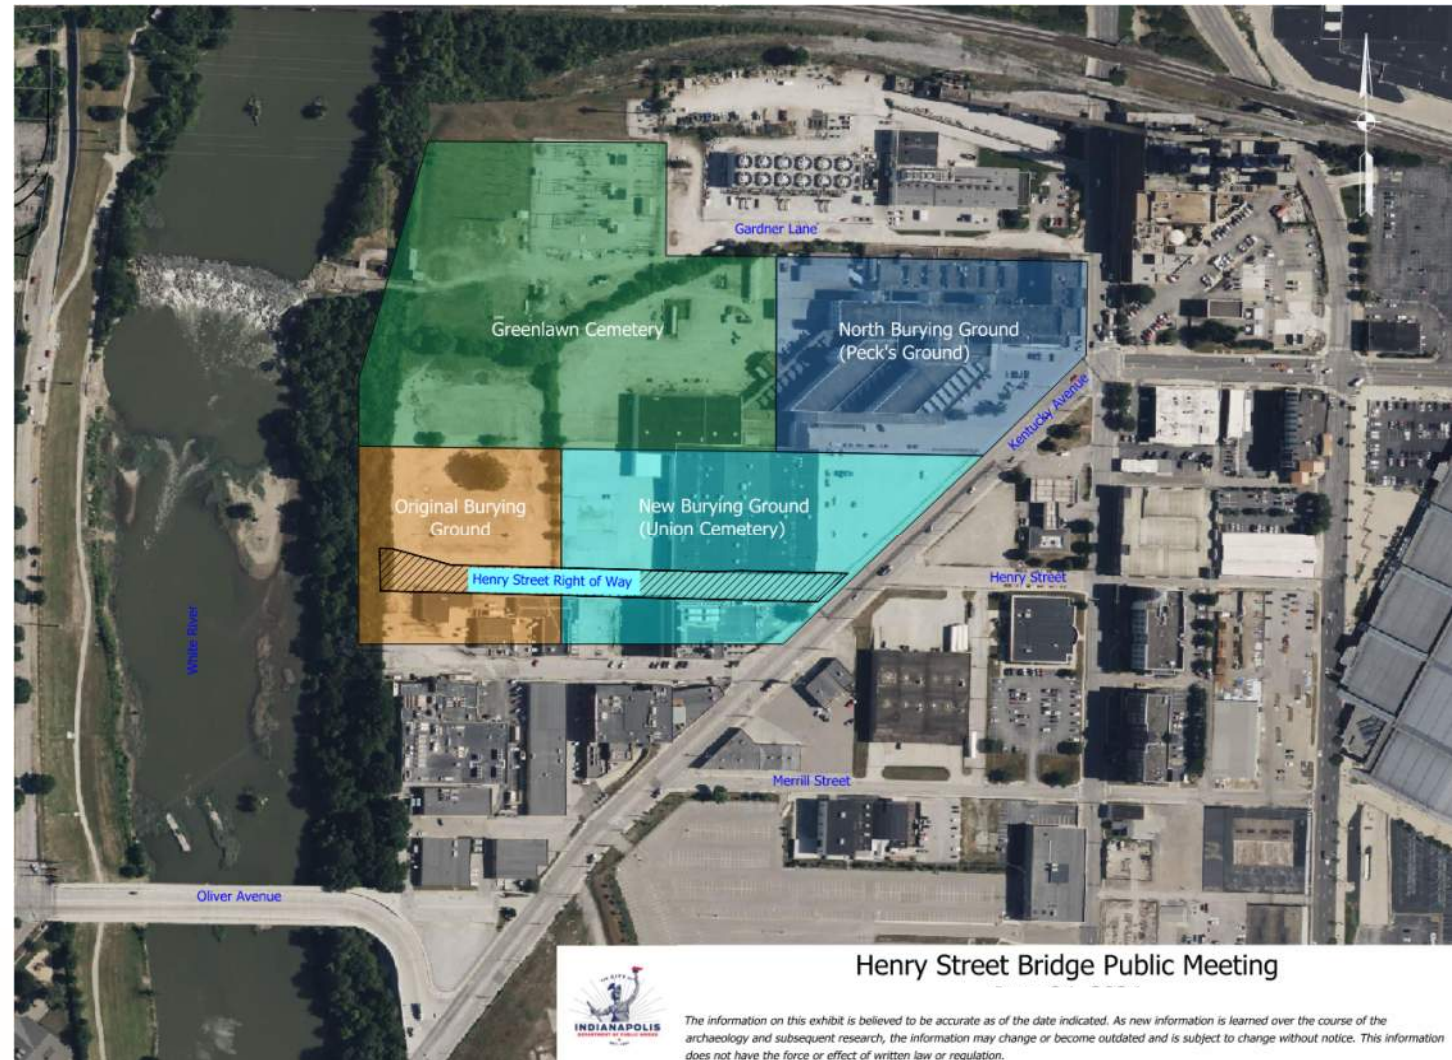 Gardner Lane
Greenlawn Cemetery
North Burying Ground
(Peck's Ground)
Kentucky Avenue
Original Burying
Ground
New Burying Ground
(Union Cemetery)
Henry Street Right of Way
Henry Street
White River
Merrill Street
Oliver Avenue
Henry Street Bridge Public Meeting
INDIANAPOLIS
DEPARTMENT OF PUBLIC WORKS
The information on this exhibit is believed to be accurate as of the date indicated. As new information is learned over the course of the
archaeology and subsequent research, the information may change or become outdated and is subject to change without notice. This information
does not have the force or effect of written law or regulation.